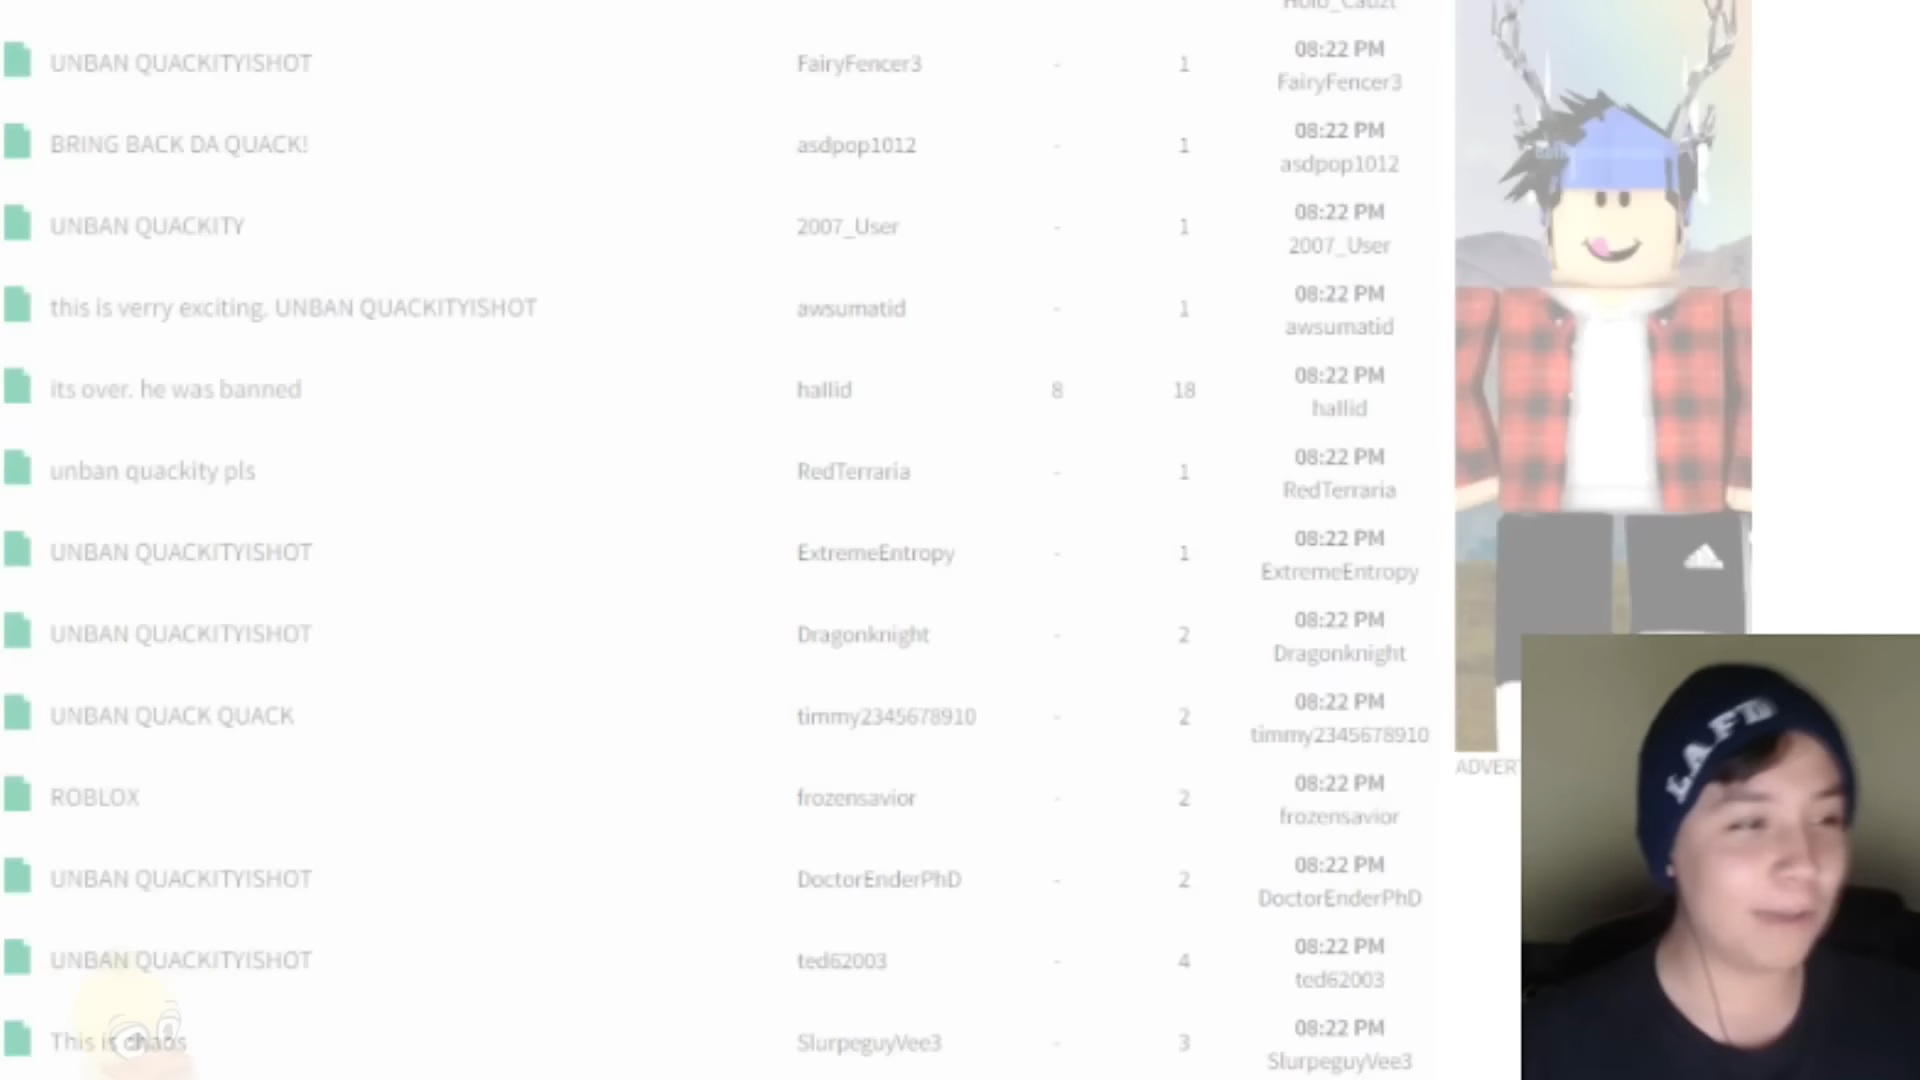 UNBAN QUACKITYISHOT FairyFencer3 - 1 08:22 PM
FairyFencer3
BRING BACK DA QUACK! asdpop1012 - 1 08:22 PM
asdpop1012
UNBAN QUACKITY 2007_User - 1 08:22 PM
2007_User
this is verry exciting. UNBAN QUACKITYISHOT awsumatid - 1 08:22 PM
awsumatid
its over. he was banned hallid 8 18 08:22 PM
hallid
unban quackity pls RedTerraria - 1 08:22 PM
RedTerraria
UNBAN QUACKITYISHOT ExtremeEntropy - 1 08:22 PM
ExtremeEntropy
UNBAN QUACKITYISHOT Dragonknight - 2 08:22 PM
Dragonknight
UNBAN QUACK QUACK timmy2345678910 - 2 08:22 PM
timmy2345678910
ROBLOX frozensavior - 2 08:22 PM
frozensavior
UNBAN QUACKITYISHOT DoctorEnderPhD - 2 08:22 PM
DoctorEnderPhD
UNBAN QUACKITYISHOT ted62003 - 4 08:22 PM
ted62003
This is chaos SlurpeguyVee3 - 3 08:22 PM
SlurpeguyVee3
ADVERT
LAFD